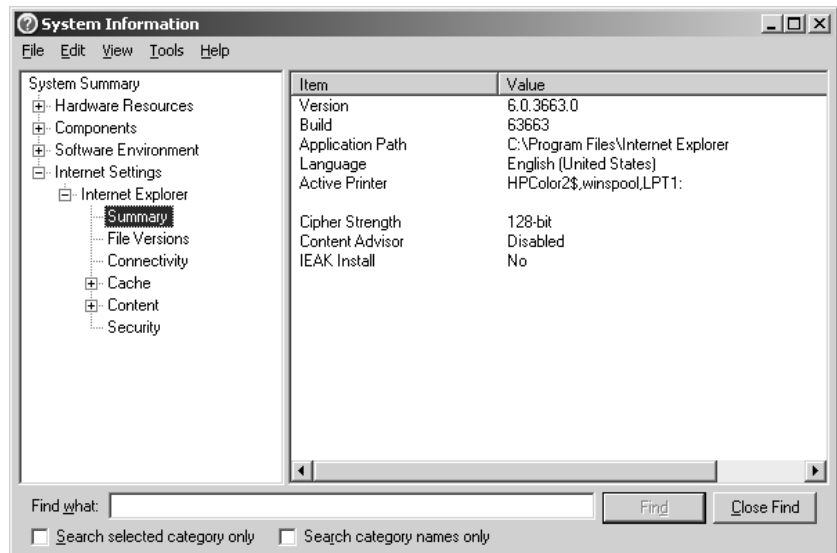 System Information
File Edit View Tools Help
System Summary
Hardware Resources
Components
Software Environment
Internet Settings
Internet Explorer
Summary
File Versions
Connectivity
Cache
Content
Security
Item Value
Version 6.0.3663.0
Build 63663
Application Path C:\Program Files\Internet Explorer
Language English (United States)
Active Printer HPColor2$,winspool,LPT1:
Cipher Strength 128-bit
Content Advisor Disabled
IEAK Install No
Find what: Find Close Find
Search selected category only Search category names only